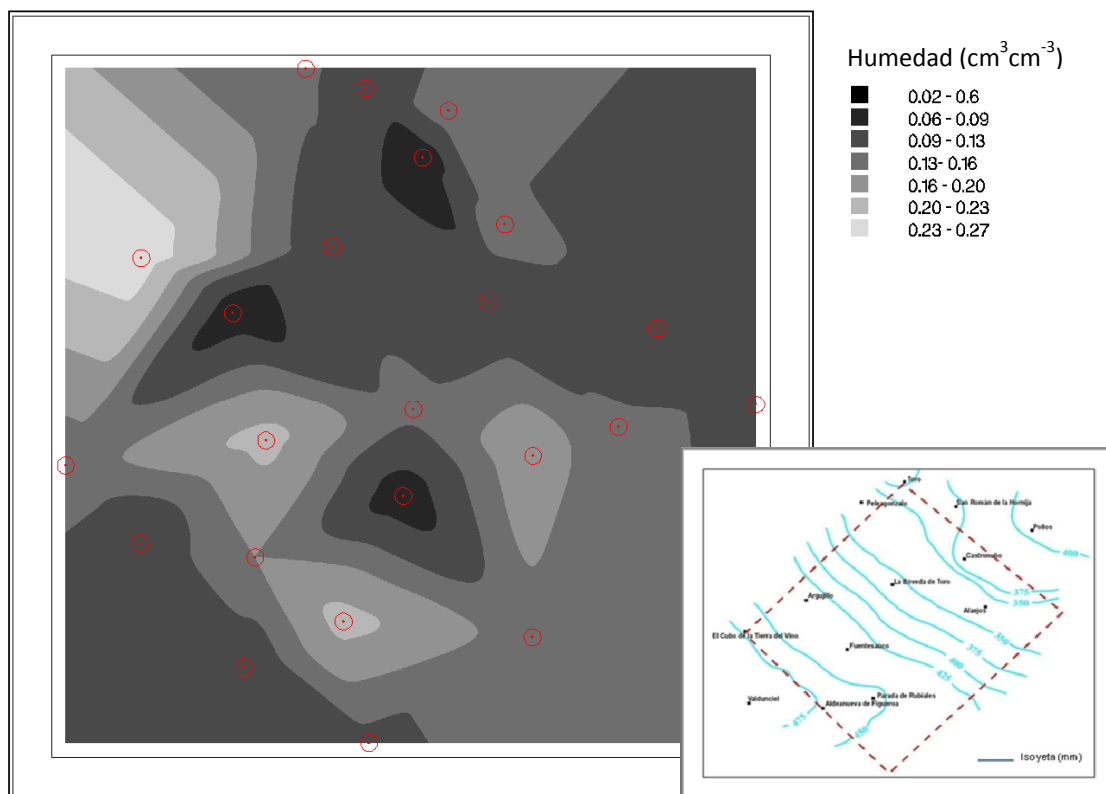 Humedad (cm³cm⁻³)
0.02 - 0.6
0.06 - 0.09
0.09 - 0.13
0.13- 0.16
0.16 - 0.20
0.20 - 0.23
0.23 - 0.27
Toro
Peleagonzalo
San Román de la Hornija
Pollos
400
Castronuño
La Bóveda de Toro
375
350
Argujillo
Alaejos
El Cubo de la Tierra del Vino
350
Fuentesaúco
375
400
425
Valdunciel
Parada de Rubiales
Aldeanueva de Figueroa
475
450
Isoyeta (mm)